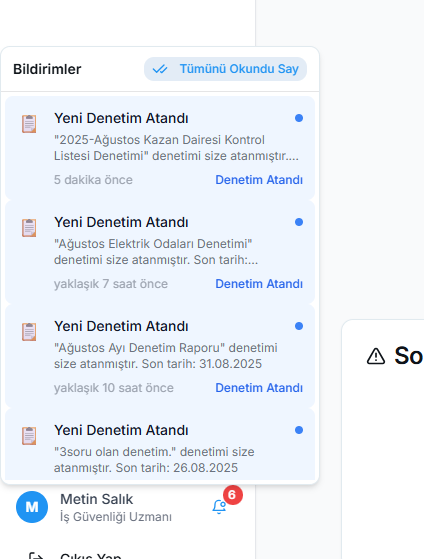 Bildirimler
Tümünü Okundu Say
Yeni Denetim Atandı
"2025-Ağustos Kazan Dairesi Kontrol
Listesi Denetimi" denetimi size atanmıştır....
5 dakika önce
Denetim Atandı
Yeni Denetim Atandı
"Ağustos Elektrik Odaları Denetimi"
denetimi size atanmıştır. Son tarih:...
yaklaşık 7 saat önce
Denetim Atandı
Yeni Denetim Atandı
"Ağustos Ayı Denetim Raporu" denetimi
size atanmıştır. Son tarih: 31.08.2025
yaklaşık 10 saat önce
Denetim Atandı
Yeni Denetim Atandı
"3soru olan denetim." denetimi size
atanmıştır. Son tarih: 26.08.2025
So
M
Metin Salık
İş Güvenliği Uzmanı
6
Çıkış Yap